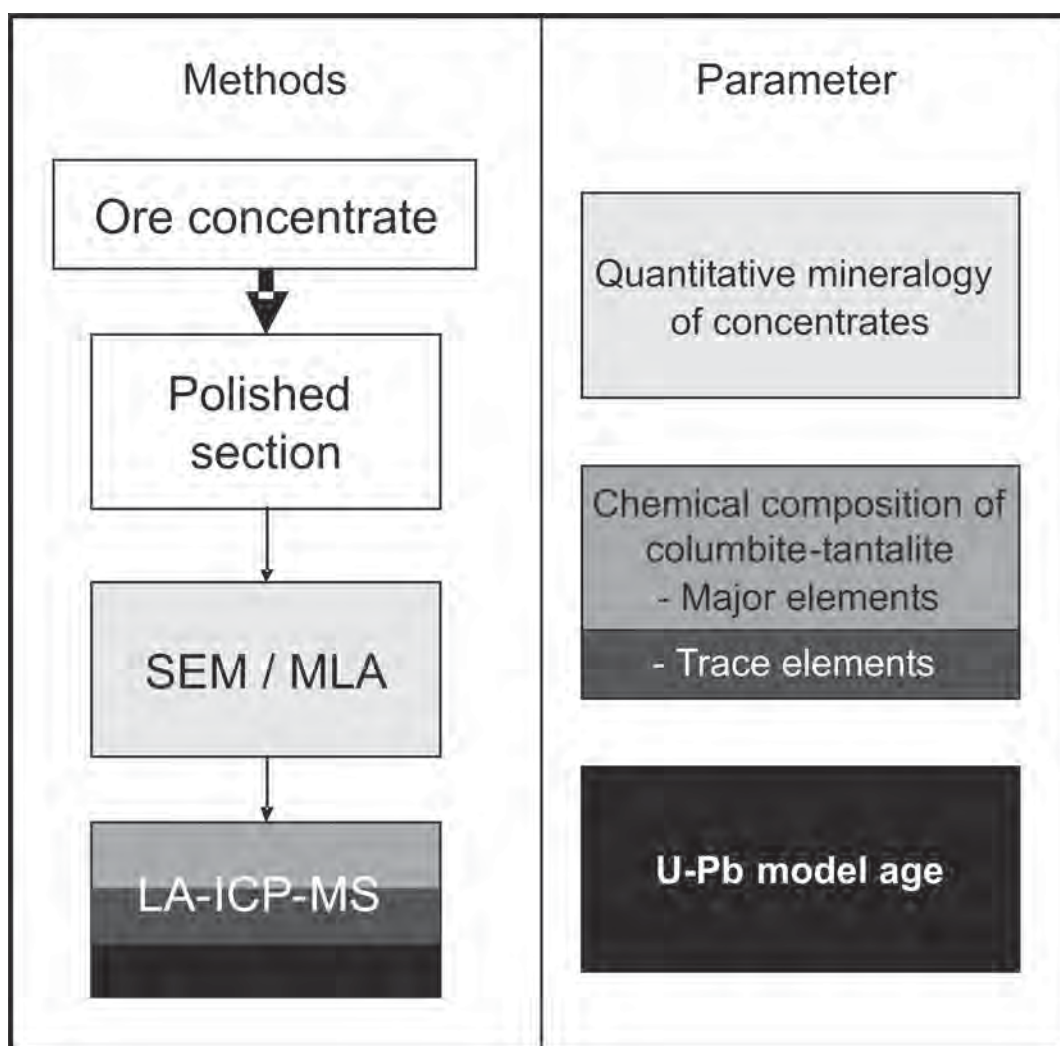 Methods
Ore concentrate
Polished
section
SEM / MLA
LA-ICP-MS
Parameter
Quantitative mineralogy
of concentrates
Chemical composition of
columbite-tantalite
- Major elements
- Trace elements
U-Pb model age